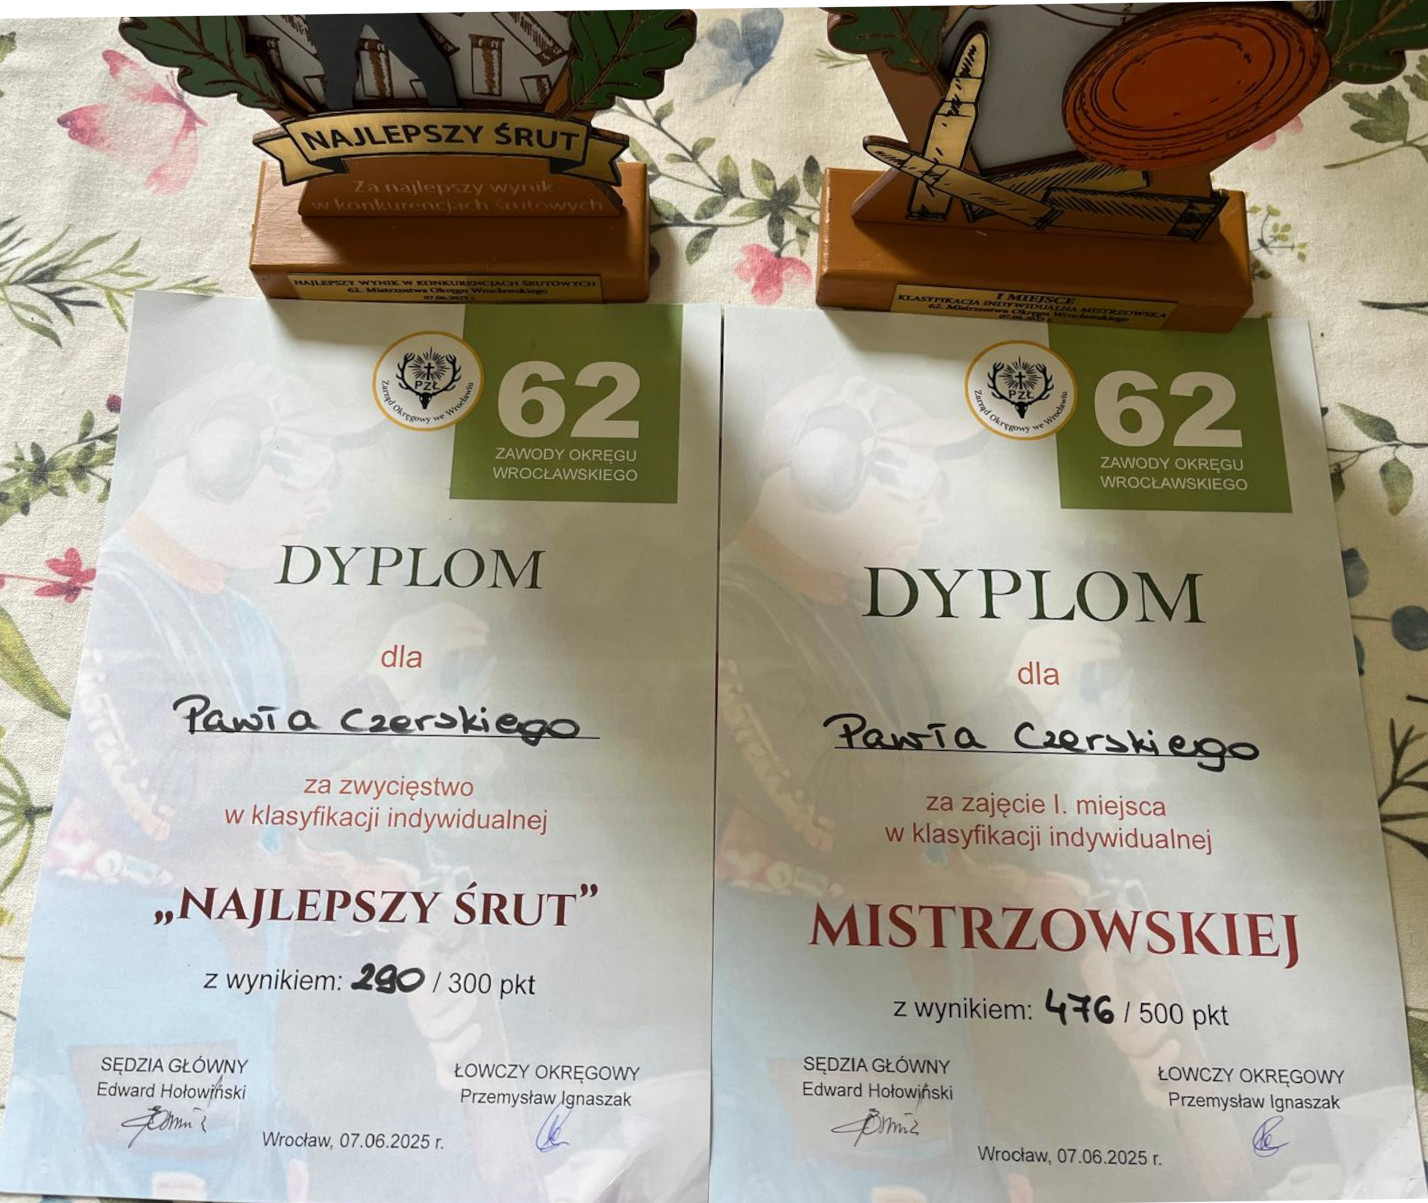 NAJLEPSZY ŚRUT
Za najlepszy wynik
w konkurencjach śrutowych
NAJLEPSZY WYNIK W KONKURENCJACH ŚRUTOWYCH
62. Mistrzostwa Okręgu Wrocławskiego
07.06.2025 r.
I MIEJSCE
KLASYFIKACJA INDYWIDUALNA MISTRZOWSKA
62. Mistrzostwa Okręgu Wrocławskiego
07.06.2025 r.
PZŁ
Zarząd Okręgowy we Wrocławiu
62
ZAWODY OKRĘGU
WROCŁAWSKIEGO
DYPLOM
dla
Pawła Czerskiego
za zwycięstwo
w klasyfikacji indywidualnej
„NAJLEPSZY ŚRUT”
z wynikiem: 290 / 300 pkt
SĘDZIA GŁÓWNY
Edward Hołowiński
ŁOWCZY OKRĘGOWY
Przemysław Ignaszak
Wrocław, 07.06.2025 r.
PZŁ
Zarząd Okręgowy we Wrocławiu
62
ZAWODY OKRĘGU
WROCŁAWSKIEGO
DYPLOM
dla
Pawła Czerskiego
za zajęcie I. miejsca
w klasyfikacji indywidualnej
MISTRZOWSKIEJ
z wynikiem: 476 / 500 pkt
SĘDZIA GŁÓWNY
Edward Hołowiński
ŁOWCZY OKRĘGOWY
Przemysław Ignaszak
Wrocław, 07.06.2025 r.